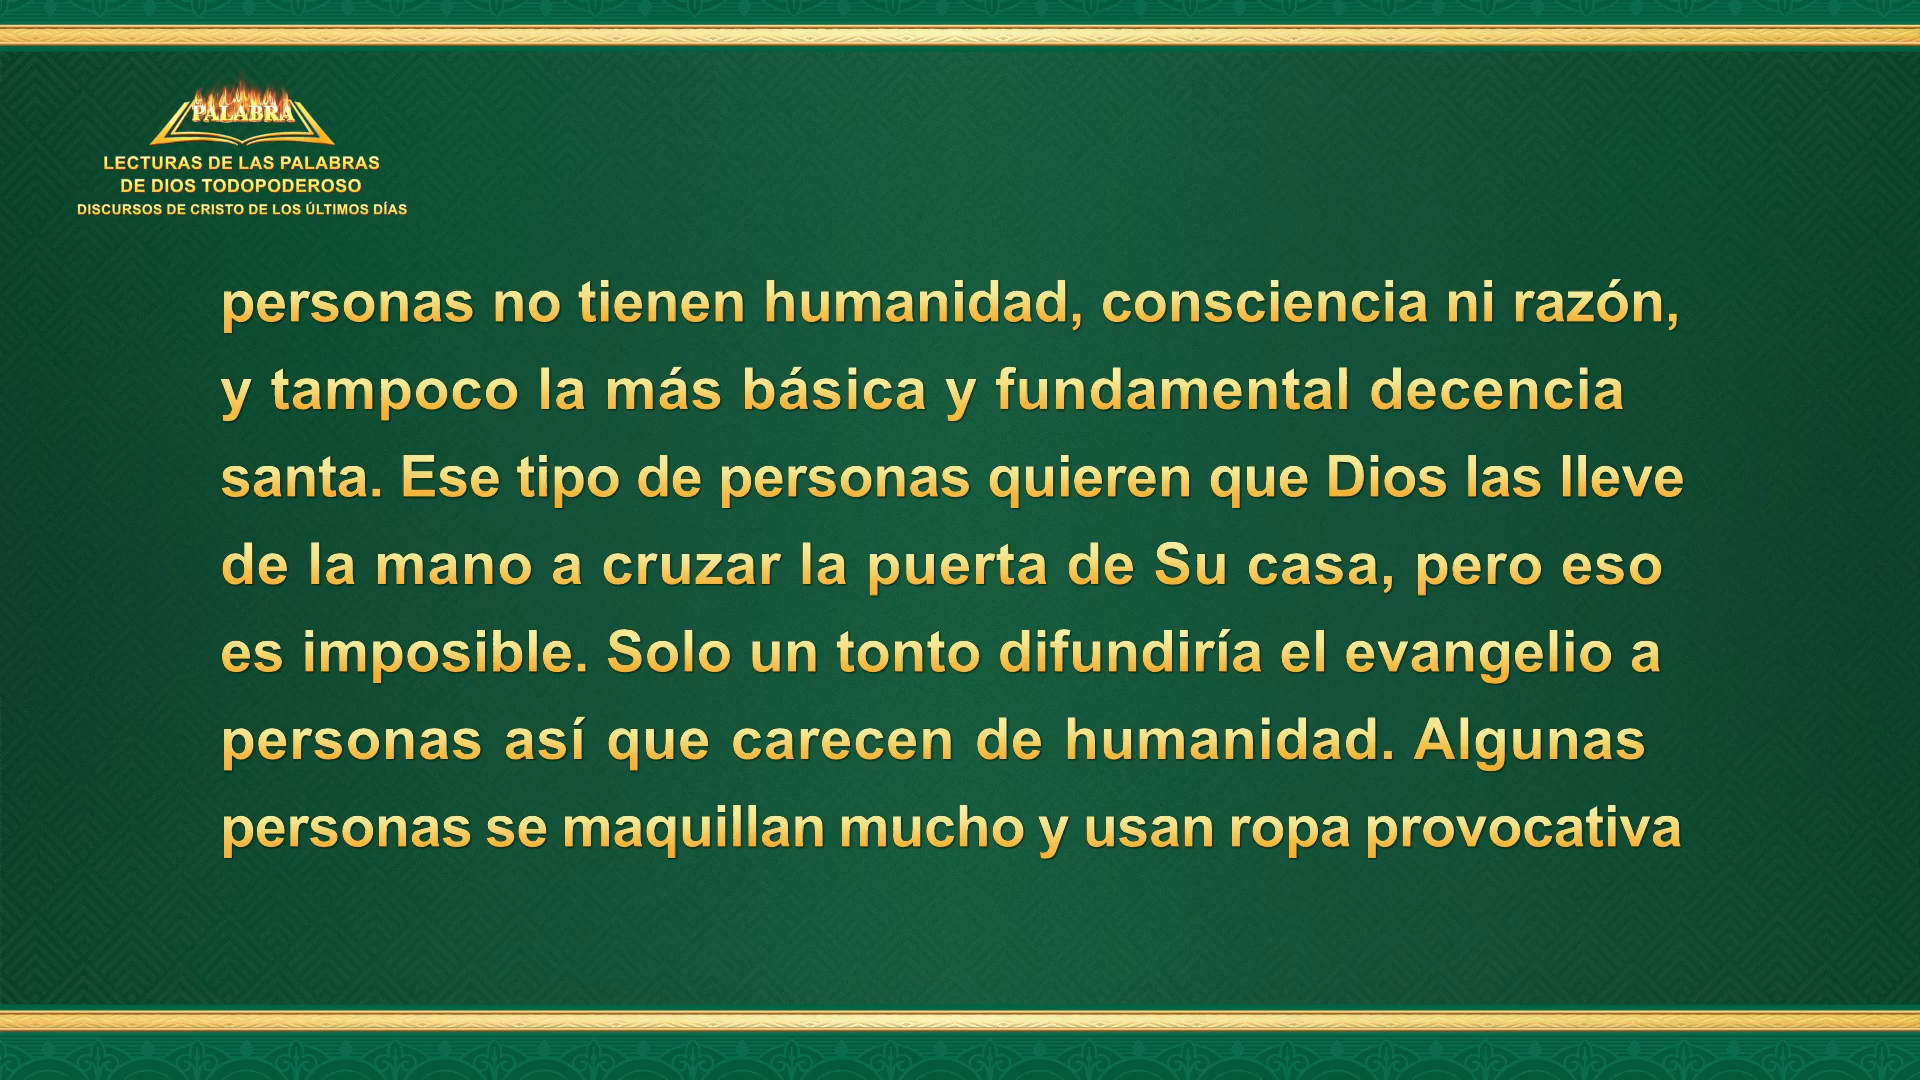 PALABRA
LECTURAS DE LAS PALABRAS
DE DIOS TODOPODEROSO
DISCURSOS DE CRISTO DE LOS ÚLTIMOS DÍAS
personas no tienen humanidad, consciencia ni razón,
y tampoco la más básica y fundamental decencia
santa. Ese tipo de personas quieren que Dios las lleve
de la mano a cruzar la puerta de Su casa, pero eso
es imposible. Solo un tonto difundiría el evangelio a
personas así que carecen de humanidad. Algunas
personas se maquillan mucho y usan ropa provocativa